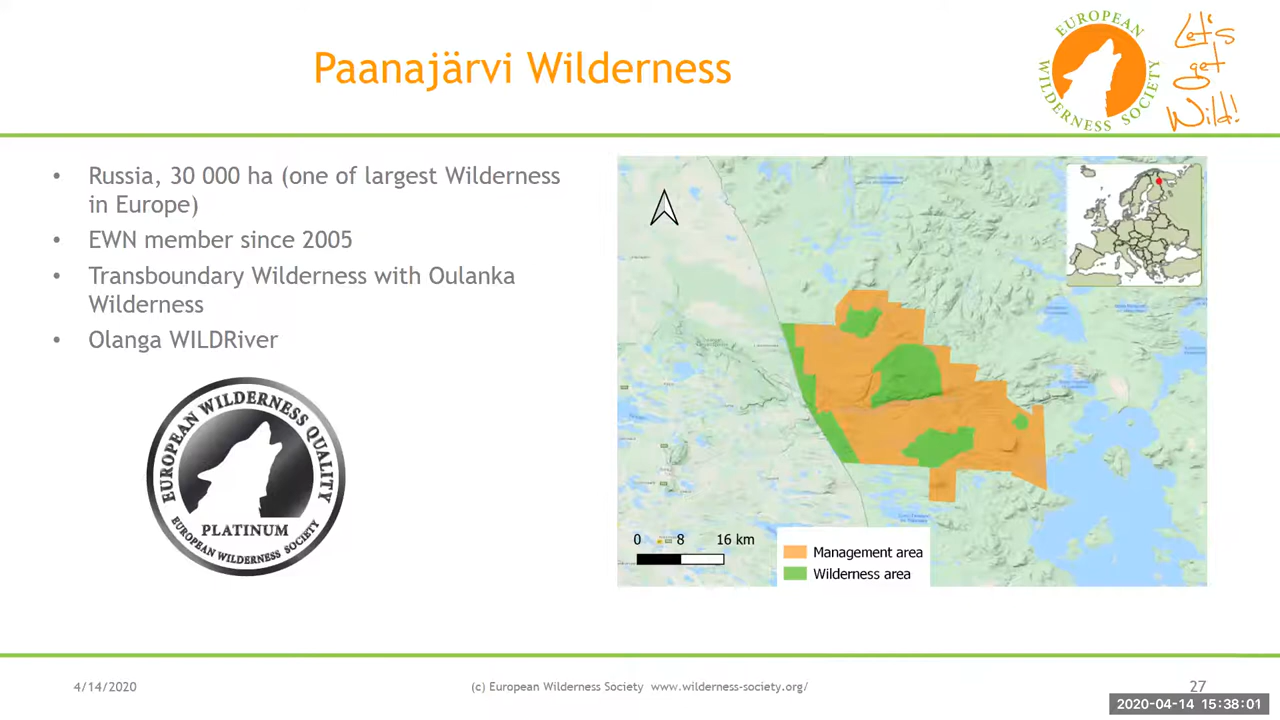 Paanajärvi Wilderness
EUROPEAN
WILDERNESS SOCIETY
Let's
get
Wild!
• Russia, 30 000 ha (one of largest Wilderness
in Europe)
• EWN member since 2005
• Transboundary Wilderness with Oulanka
Wilderness
• Olanga WILDRiver
EUROPEAN WILDERNESS QUALITY
PLATINUM
EUROPEAN WILDERNESS SOCIETY
0 8 16 km
Management area
Wilderness area
4/14/2020
(c) European Wilderness Society www.wilderness-society.org/
27
2020-04-14 15:38:01